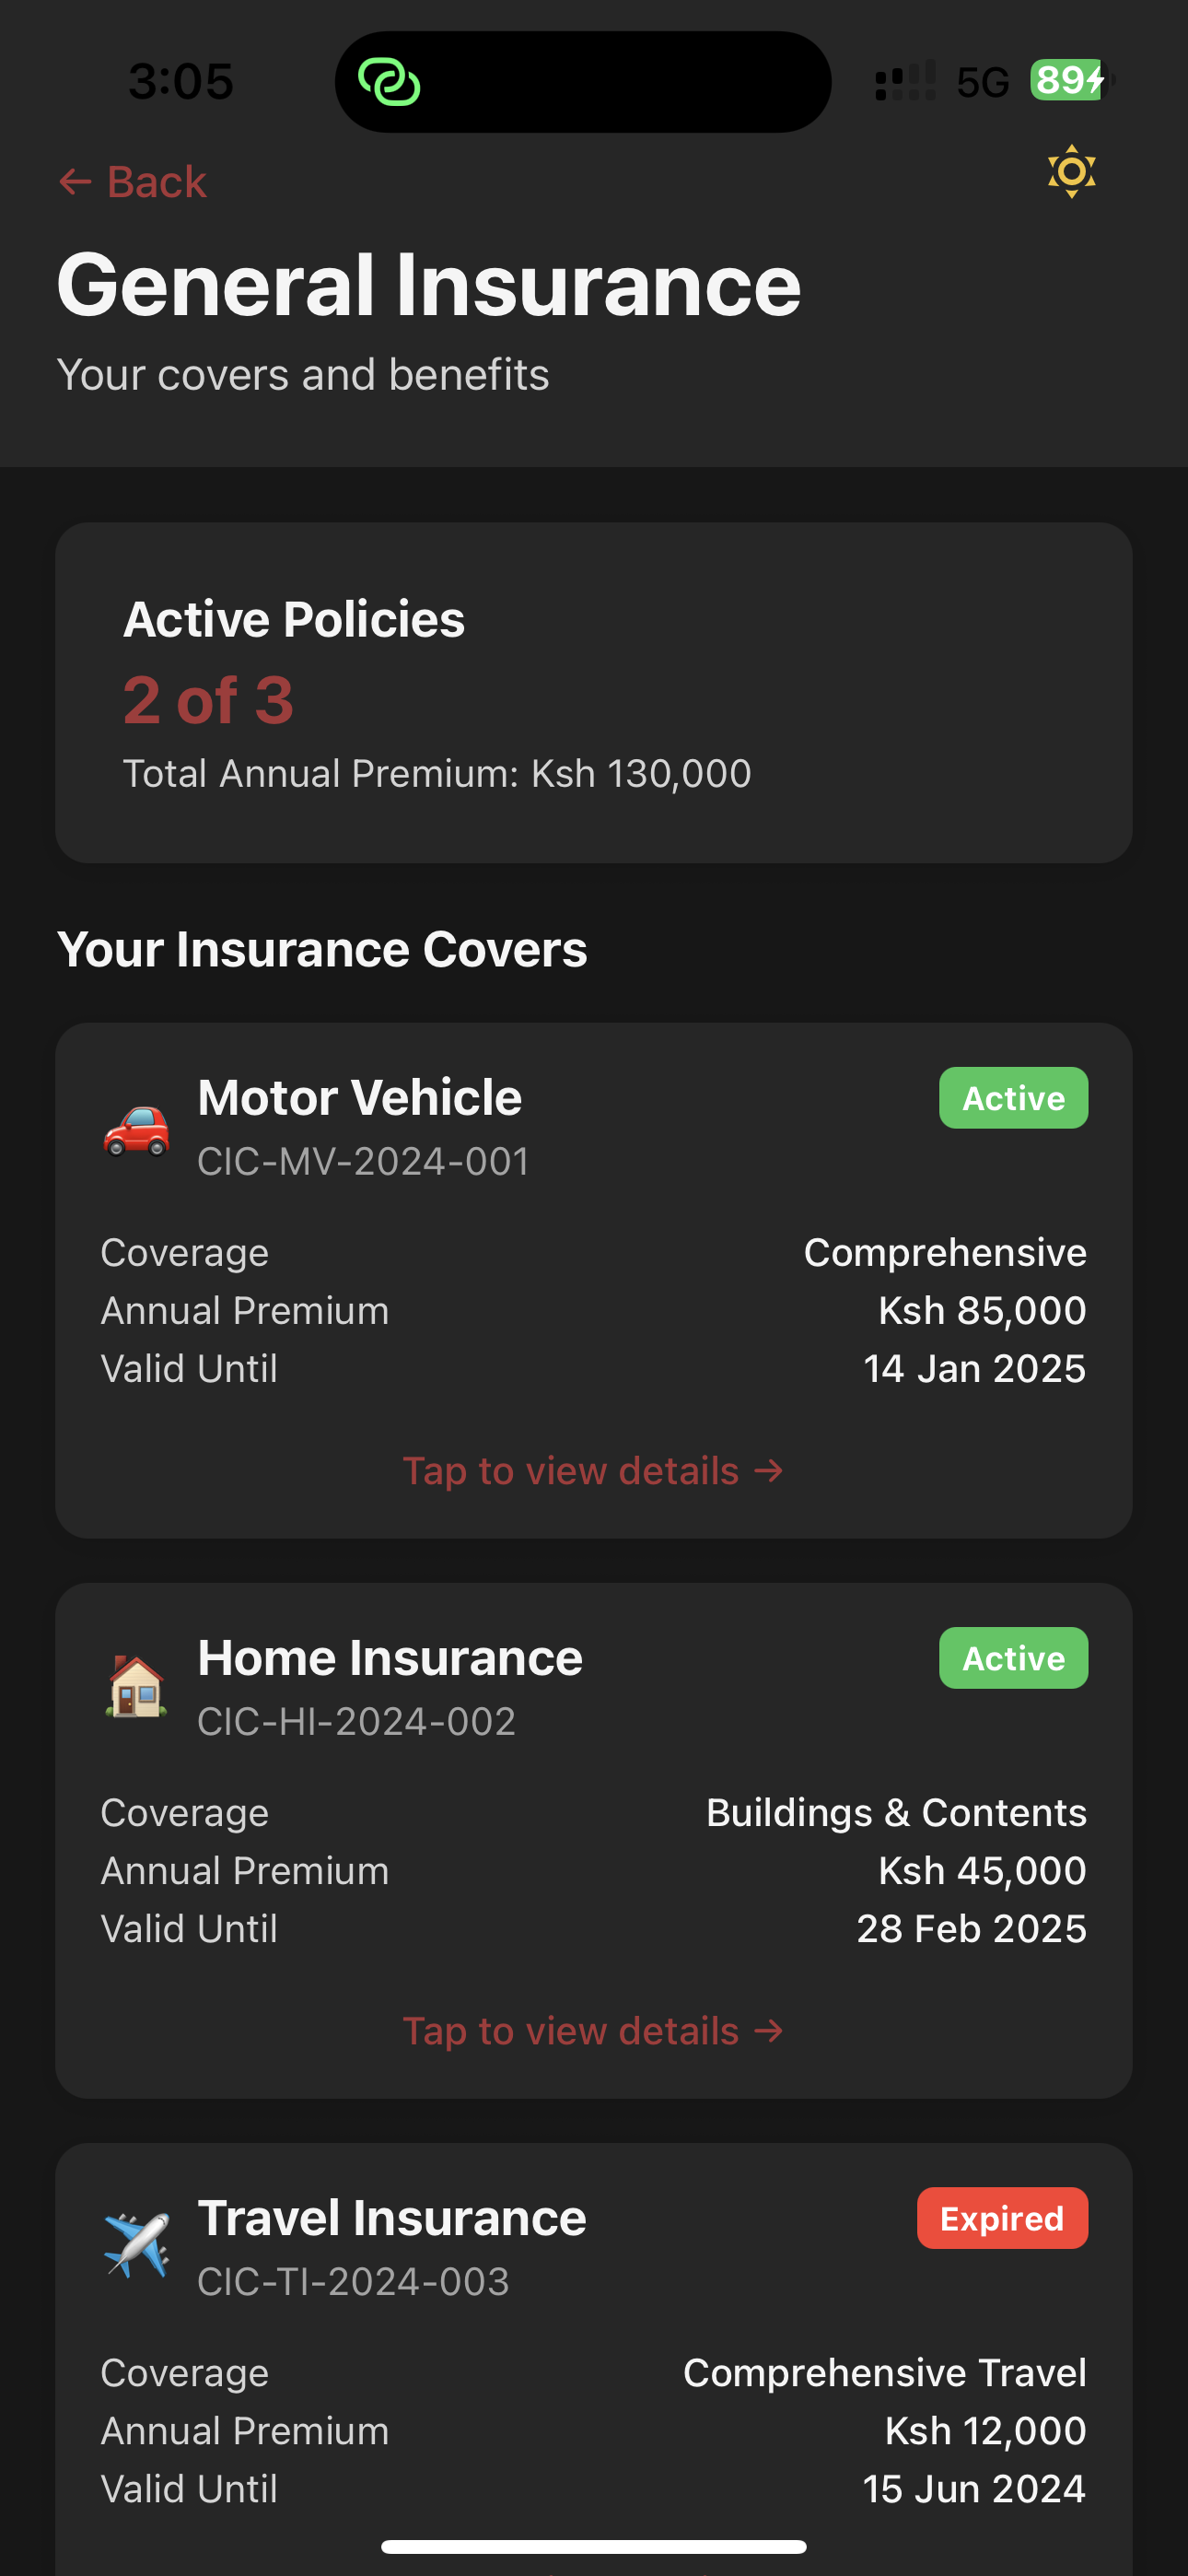 3:05
5G
89
← Back
General Insurance
Your covers and benefits
Active Policies
2 of 3
Total Annual Premium: Ksh 130,000
Your Insurance Covers
Motor Vehicle
Active
CIC-MV-2024-001
Coverage Comprehensive
Annual Premium Ksh 85,000
Valid Until 14 Jan 2025
Tap to view details →
Home Insurance
Active
CIC-HI-2024-002
Coverage Buildings & Contents
Annual Premium Ksh 45,000
Valid Until 28 Feb 2025
Tap to view details →
Travel Insurance
Expired
CIC-TI-2024-003
Coverage Comprehensive Travel
Annual Premium Ksh 12,000
Valid Until 15 Jun 2024